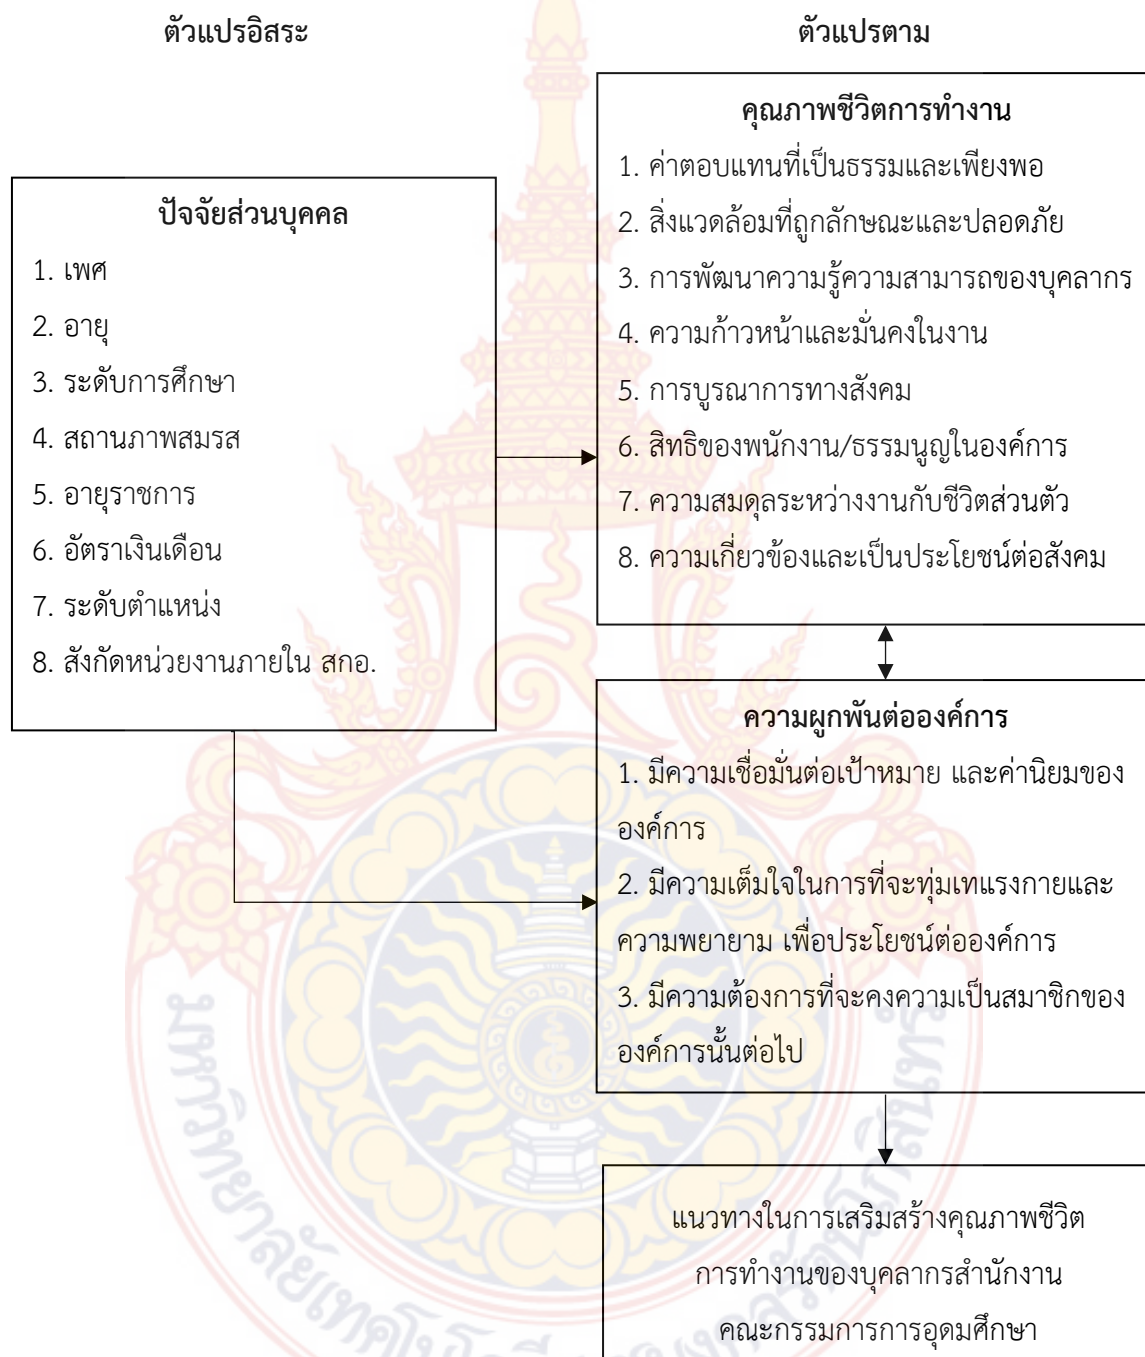 ตัวแปรอิสระ
ตัวแปรตาม
ปัจจัยส่วนบุคคล
1. เพศ
2. อายุ
3. ระดับการศึกษา
4. สถานภาพสมรส
5. อายุราชการ
6. อัตราเงินเดือน
7. ระดับตำแหน่ง
8. สังกัดหน่วยงานภายใน สกอ.
คุณภาพชีวิตการทำงาน
1. ค่าตอบแทนที่เป็นธรรมและเพียงพอ
2. สิ่งแวดล้อมที่ถูกลักษณะและปลอดภัย
3. การพัฒนาความรู้ความสามารถของบุคลากร
4. ความก้าวหน้าและมั่นคงในงาน
5. การบูรณาการทางสังคม
6. สิทธิของพนักงาน/ธรรมนูญในองค์การ
7. ความสมดุลระหว่างงานกับชีวิตส่วนตัว
8. ความเกี่ยวข้องและเป็นประโยชน์ต่อสังคม
ความผูกพันต่อองค์การ
1. มีความเชื่อมั่นต่อเป้าหมาย และค่านิยมของ
องค์การ
2. มีความเต็มใจในการที่จะทุ่มเทแรงกายและ
ความพยายาม เพื่อประโยชน์ต่อองค์การ
3. มีความต้องการที่จะคงความเป็นสมาชิกของ
องค์การนั้นต่อไป
แนวทางในการเสริมสร้างคุณภาพชีวิต
การทำงานของบุคลากรสำนักงาน
คณะกรรมการการอุดมศึกษา